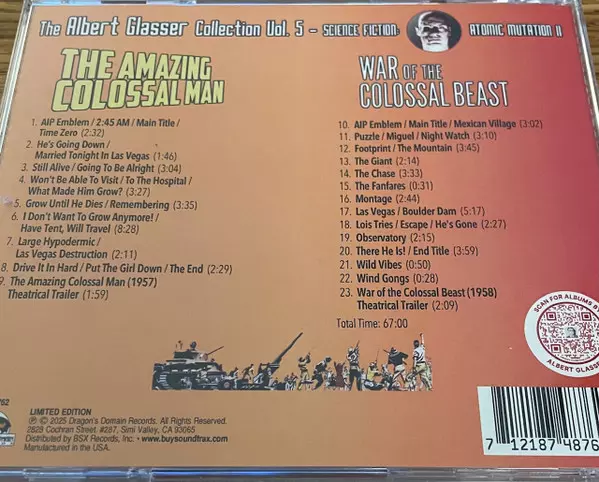 The Albert Glasser Collection Vol. 5 – SCIENCE FICTION: ATOMIC MUTATION II
THE AMAZING
COLOSSAL MAN
1. AIP Emblem / 2:45 AM / Main Title /
Time Zero (2:32)
2. He's Going Down /
Married Tonight In Las Vegas (1:46)
3. Still Alive / Going To Be Alright (3:04)
4. Won't Be Able To Visit / To The Hospital /
What Made Him Grow? (3:27)
5. Grow Until He Dies / Remembering (3:35)
6. I Don't Want To Grow Anymore! /
Have Tent, Will Travel (8:28)
7. Large Hypodermic /
Las Vegas Destruction (2:11)
8. Drive It In Hard / Put The Girl Down / The End (2:29)
9. The Amazing Colossal Man (1957)
Theatrical Trailer (1:59)
WAR OF THE
COLOSSAL BEAST
10. AIP Emblem / Main Title / Mexican Village (3:02)
11. Puzzle / Miguel / Night Watch (3:10)
12. Footprint / The Mountain (3:45)
13. The Giant (2:14)
14. The Chase (3:33)
15. The Fanfares (0:31)
16. Montage (2:44)
17. Las Vegas / Boulder Dam (5:17)
18. Lois Tries / Escape / He's Gone (2:27)
19. Observatory (2:15)
20. There He Is! / End Title (3:59)
21. Wild Vibes (0:50)
22. Wind Gongs (0:28)
23. War of the Colossal Beast (1958)
Theatrical Trailer (2:09)
Total Time: 67:00
SCAN FOR ALBUMS BY
ALBERT GLASSE
762
LIMITED EDITION
℗ © 2025 Dragon's Domain Records. All Rights Reserved.
2828 Cochran Street. #287, Simi Valley, CA 93065
Distributed by BSX Records, Inc. • www.buysoundtrax.com
Manufactured in the USA.
7 12187 4876